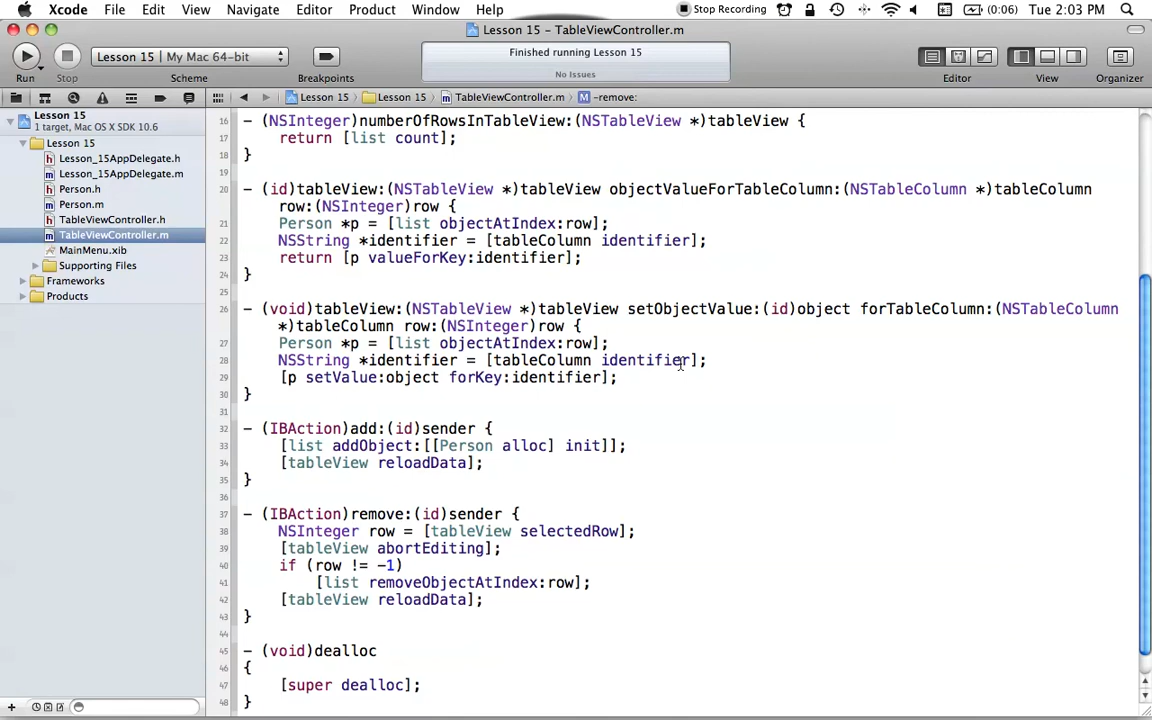 Xcode File Edit View Navigate Editor Product Window Help Stop Recording (0:06) Tue 2:03 PM
Lesson 15 – TableViewController.m
Lesson 15 | My Mac 64-bit
Finished running Lesson 15
No Issues
Run Stop Scheme Breakpoints Editor View Organizer
Lesson 15 Lesson 15 TableViewController.m M -remove:
Lesson 15
1 target, Mac OS X SDK 10.6
Lesson 15
h Lesson_15AppDelegate.h
m Lesson_15AppDelegate.m
h Person.h
m Person.m
h TableViewController.h
m TableViewController.m
MainMenu.xib
Supporting Files
Frameworks
Products
16 - (NSInteger)numberOfRowsInTableView:(NSTableView *)tableView {
17 return [list count];
18 }
19
20 - (id)tableView:(NSTableView *)tableView objectValueForTableColumn:(NSTableColumn *)tableColumn
row:(NSInteger)row {
21 Person *p = [list objectAtIndex:row];
22 NSString *identifier = [tableColumn identifier];
23 return [p valueForKey:identifier];
24 }
25
26 - (void)tableView:(NSTableView *)tableView setObjectValue:(id)object forTableColumn:(NSTableColumn
*)tableColumn row:(NSInteger)row {
27 Person *p = [list objectAtIndex:row];
28 NSString *identifier = [tableColumn identifier];
29 [p setValue:object forKey:identifier];
30 }
31
32 - (IBAction)add:(id)sender {
33 [list addObject:[[Person alloc] init]];
34 [tableView reloadData];
35 }
36
37 - (IBAction)remove:(id)sender {
38 NSInteger row = [tableView selectedRow];
39 [tableView abortEditing];
40 if (row != -1)
41 [list removeObjectAtIndex:row];
42 [tableView reloadData];
43 }
44
45 - (void)dealloc
46 {
47 [super dealloc];
48 }